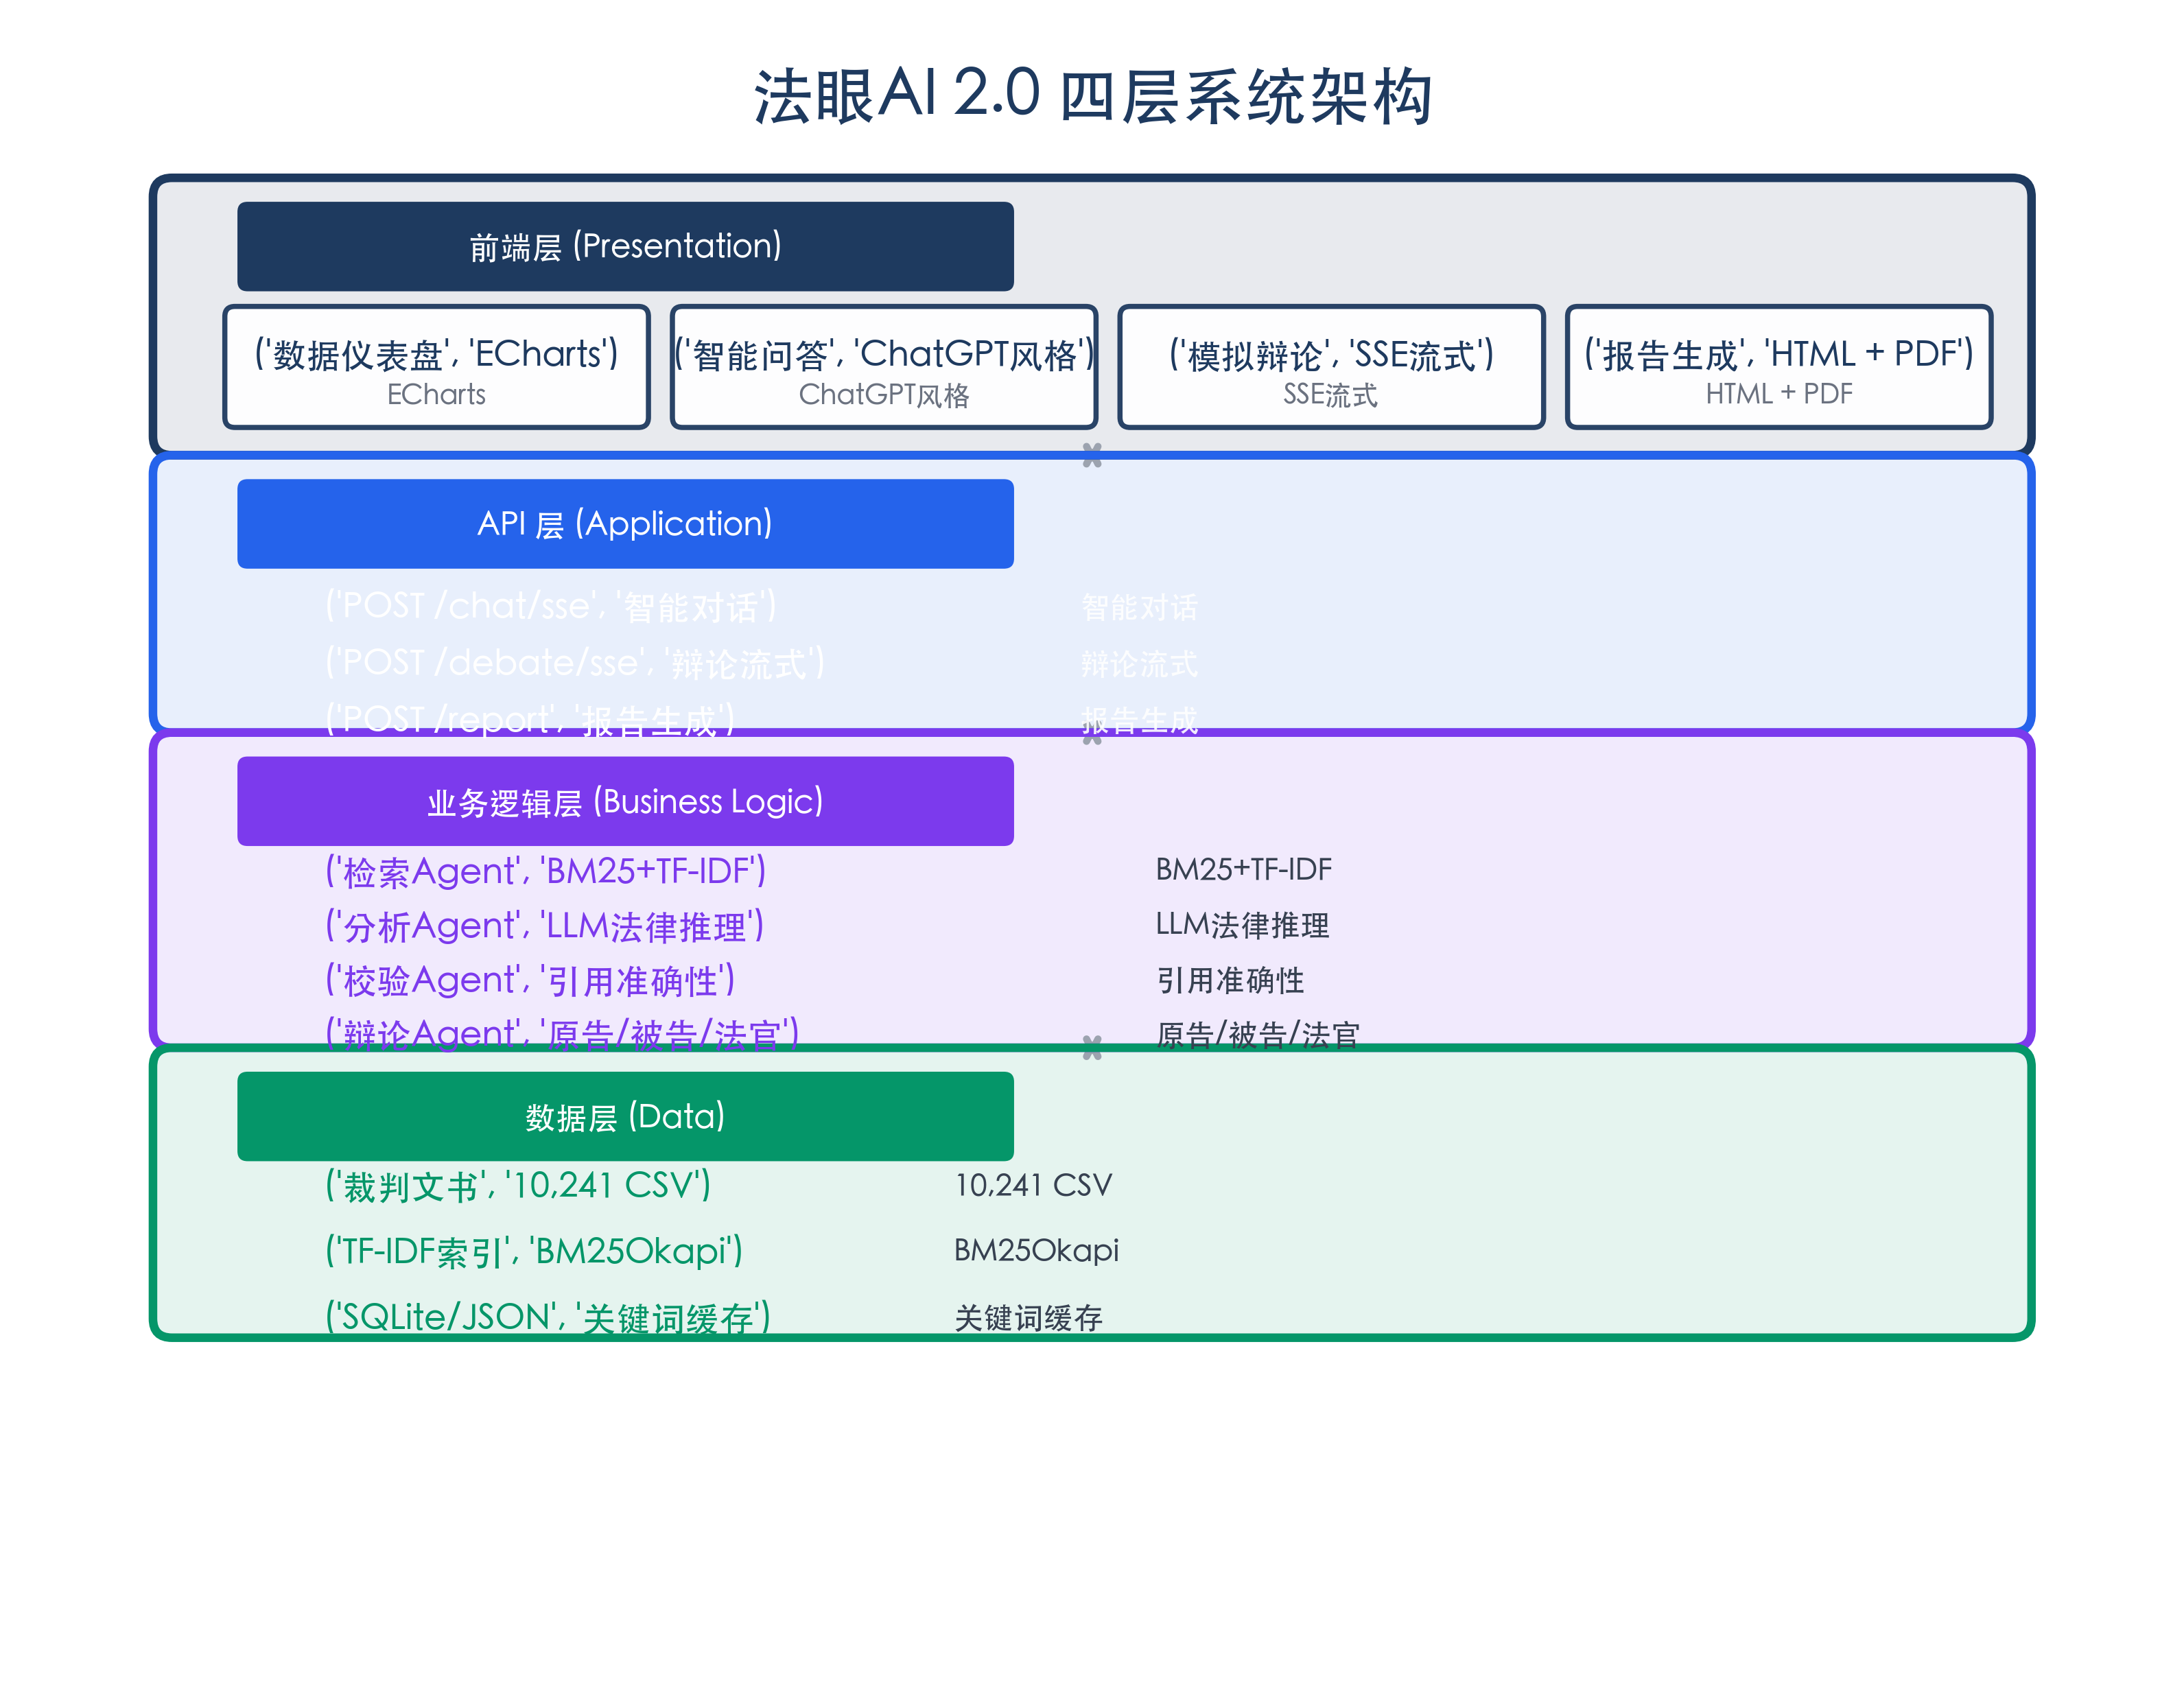 法眼AI 2.0 四层系统架构
前端层 (Presentation)
('数据仪表盘', 'ECharts')
ECharts
('智能问答', 'ChatGPT风格')
ChatGPT风格
('模拟辩论', 'SSE流式')
SSE流式
('报告生成', 'HTML + PDF')
HTML + PDF
API 层 (Application)
('POST /chat/sse', '智能对话') 智能对话
('POST /debate/sse', '辩论流式') 辩论流式
('POST /report', '报告生成') 报告生成
业务逻辑层 (Business Logic)
('检索Agent', 'BM25+TF-IDF') BM25+TF-IDF
('分析Agent', 'LLM法律推理') LLM法律推理
('校验Agent', '引用准确性') 引用准确性
('辩论Agent', '原告/被告/法官') 原告/被告/法官
数据层 (Data)
('裁判文书', '10,241 CSV') 10,241 CSV
('TF-IDF索引', 'BM25Okapi') BM25Okapi
('SQLite/JSON', '关键词缓存') 关键词缓存